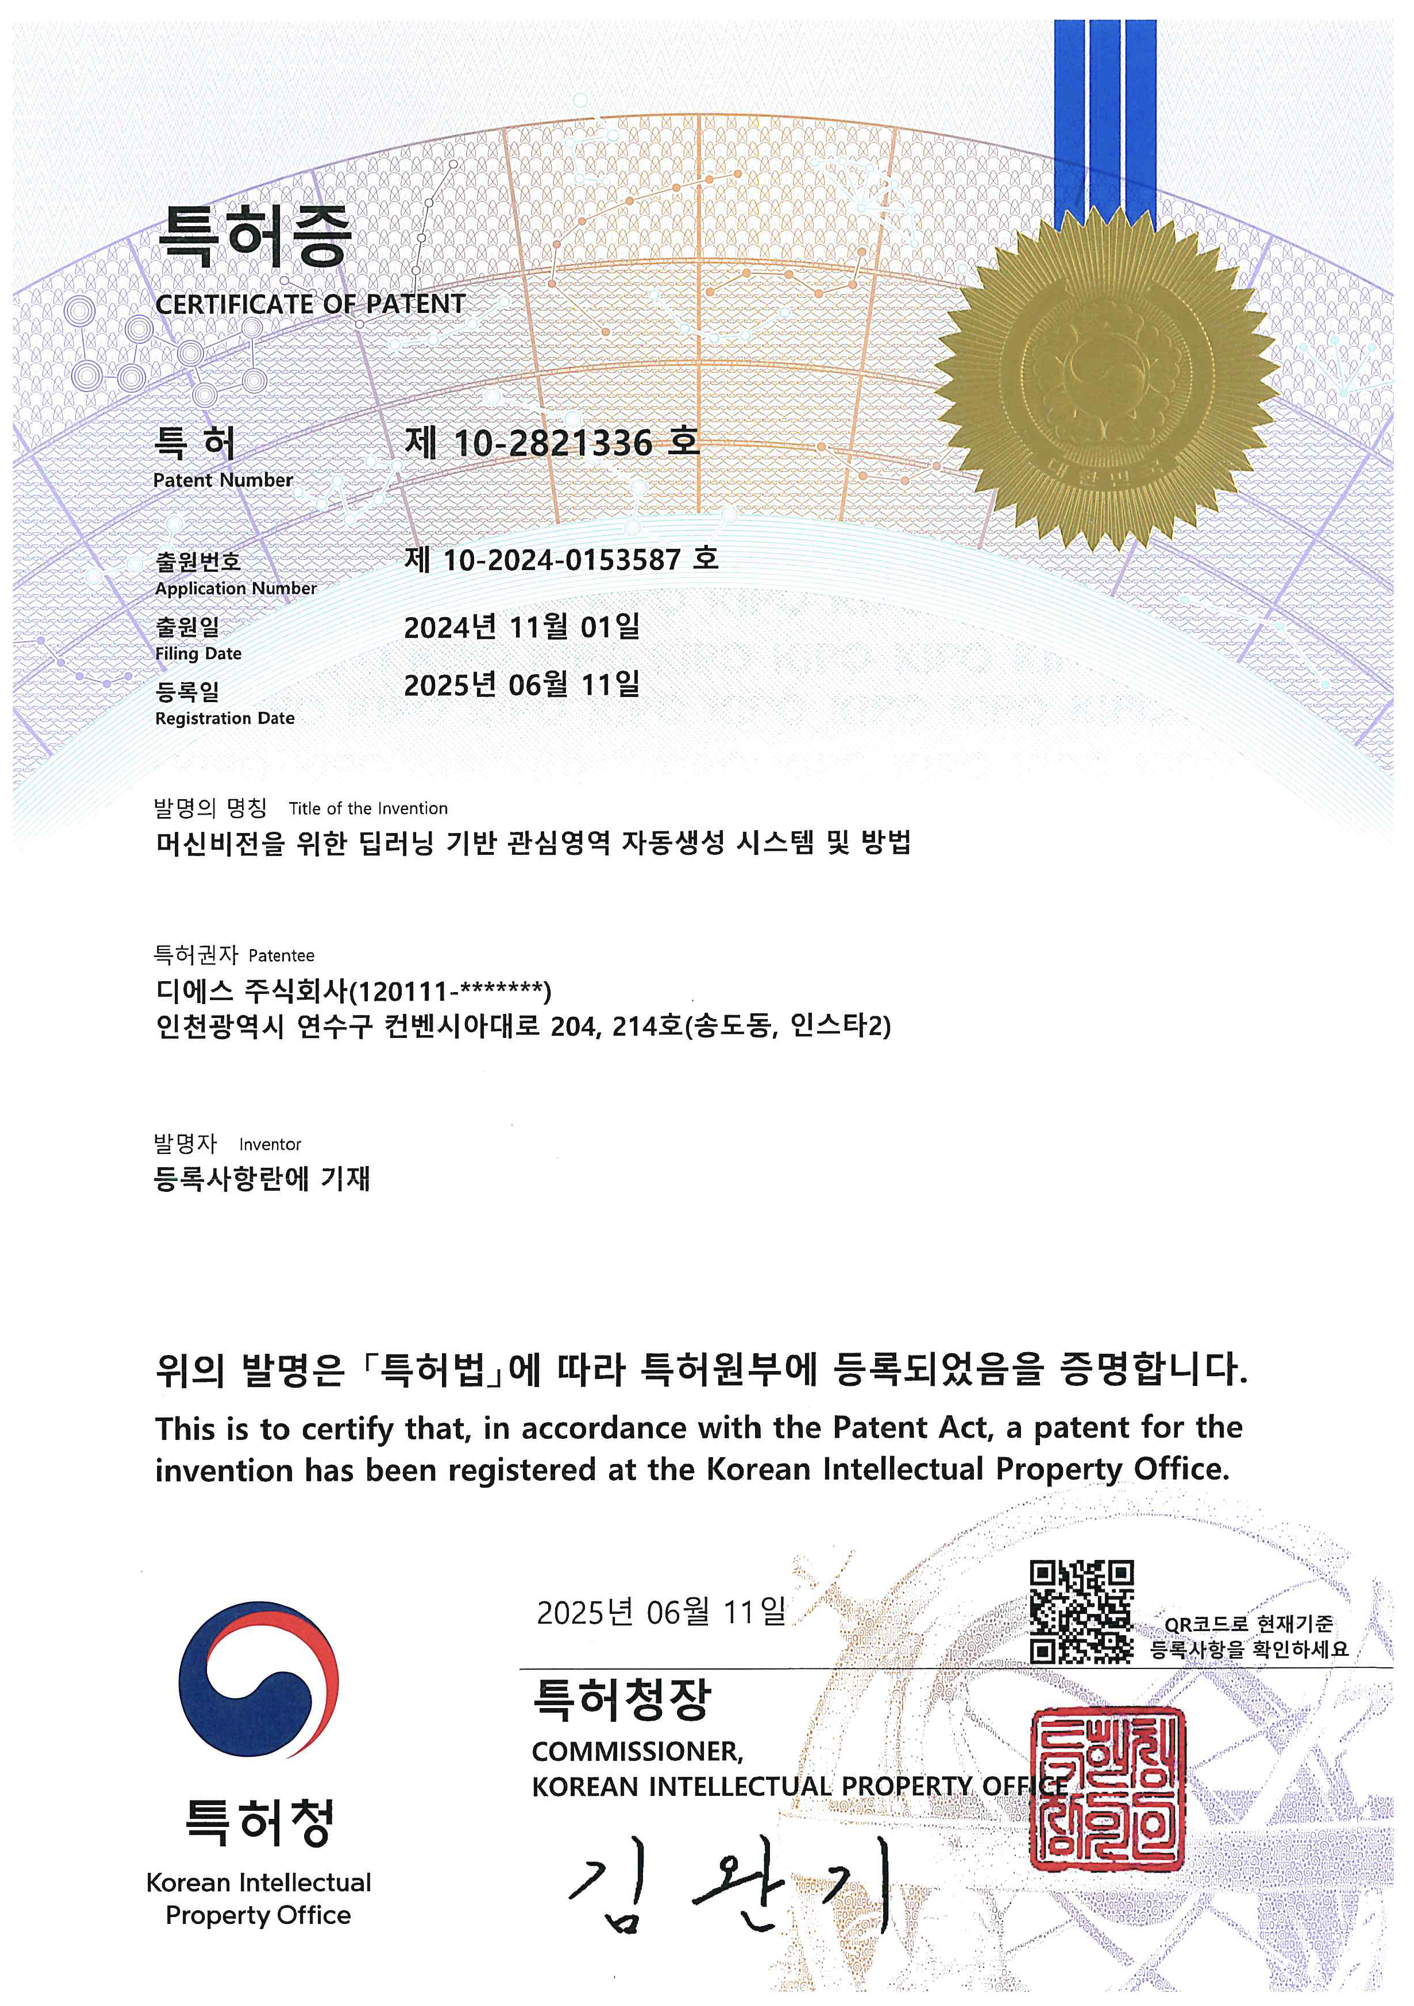 특허증
CERTIFICATE OF PATENT
특 허
Patent Number
제 10-2821336 호
출원번호
Application Number
제 10-2024-0153587 호
출원일
Filing Date
2024년 11월 01일
등록일
Registration Date
2025년 06월 11일
대한민국
발명의 명칭 Title of the Invention
머신비전을 위한 딥러닝 기반 관심영역 자동생성 시스템 및 방법
특허권자 Patentee
디에스 주식회사(120111-*******)
인천광역시 연수구 컨벤시아대로 204, 214호(송도동, 인스타2)
발명자 Inventor
등록사항란에 기재
위의 발명은 「특허법」에 따라 특허원부에 등록되었음을 증명합니다.
This is to certify that, in accordance with the Patent Act, a patent for the
invention has been registered at the Korean Intellectual Property Office.
2025년 06월 11일
QR코드로 현재기준
등록사항을 확인하세요
특허청장
COMMISSIONER,
KOREAN INTELLECTUAL PROPERTY OFFICE
김완기
특허청
Korean Intellectual
Property Office